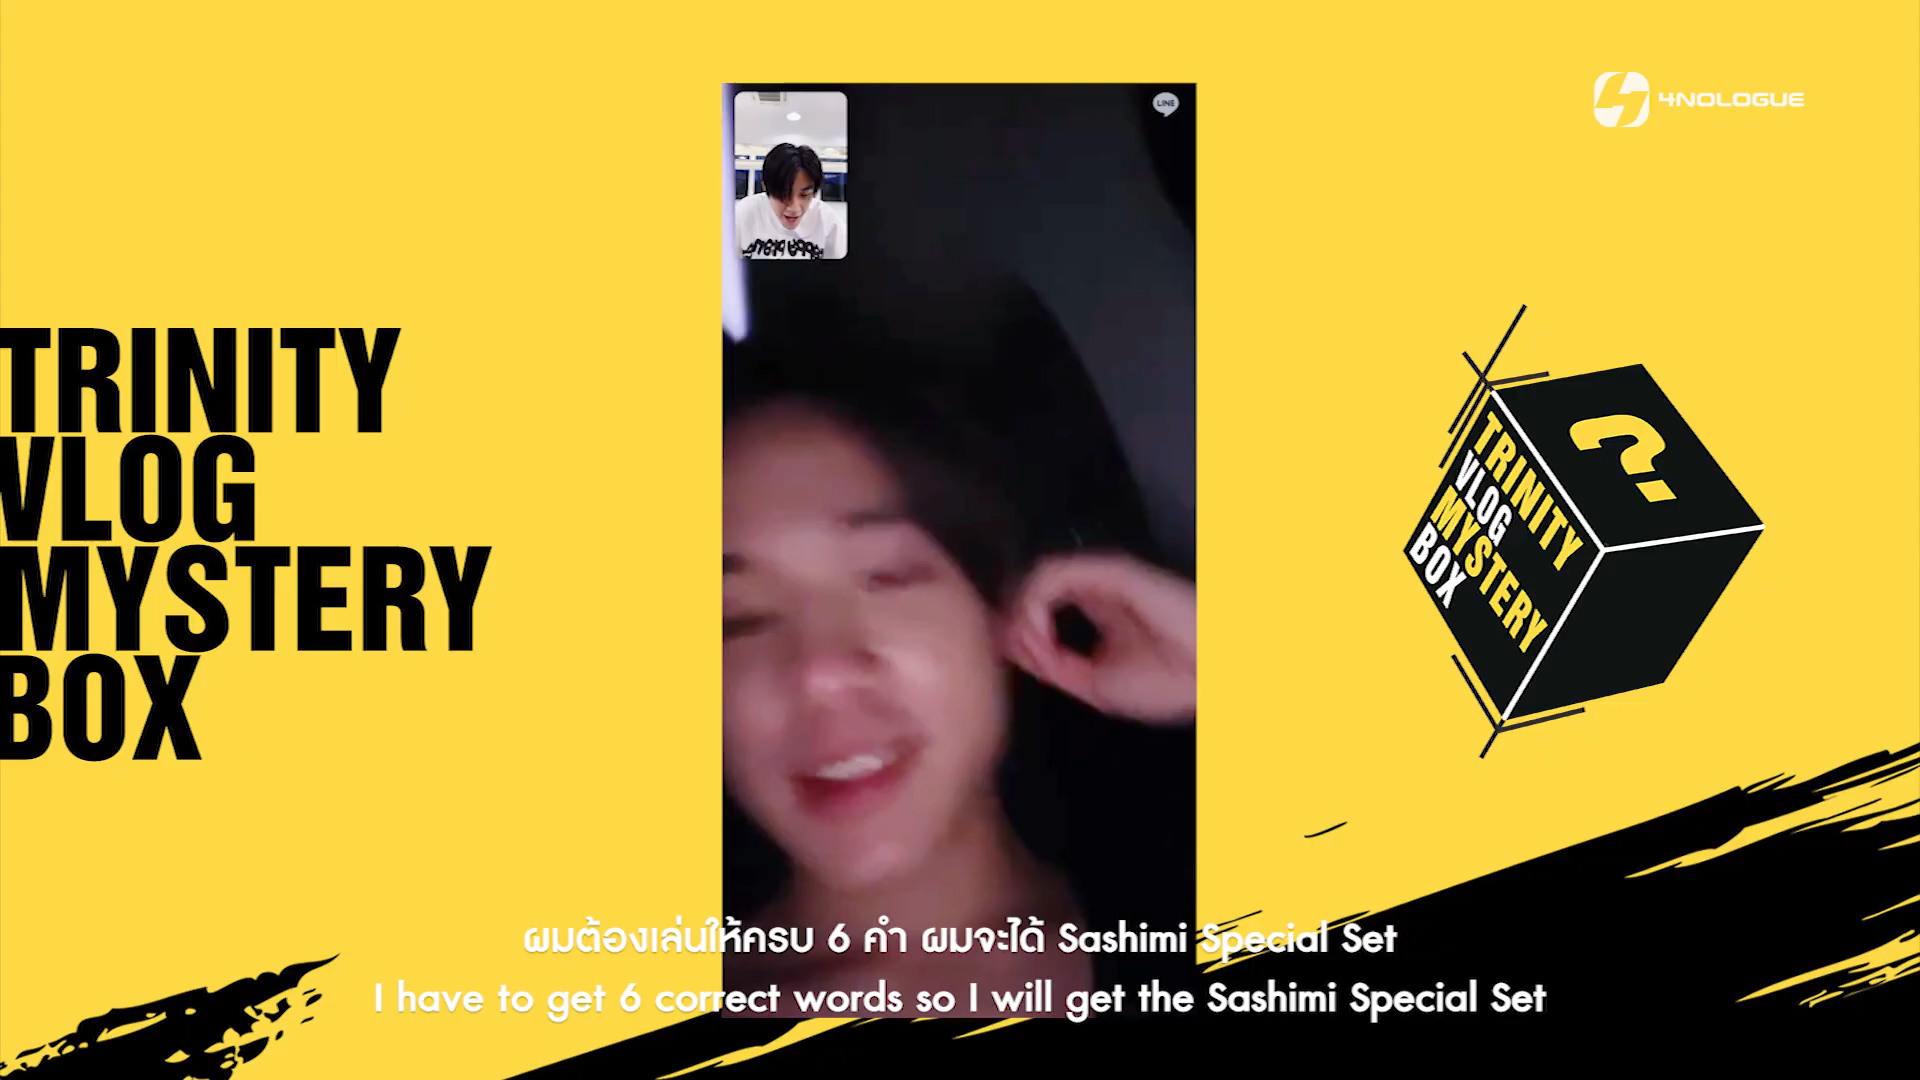 4NOLOGUE
LINE
TRINITY
VLOG
MYSTERY
BOX
?
TRINITY
VLOG
MYSTERY
BOX
ผมต้องเล่นให้ครบ 6 คำ ผมจะได้ Sashimi Special Set
I have to get 6 correct words so I will get the Sashimi Special Set